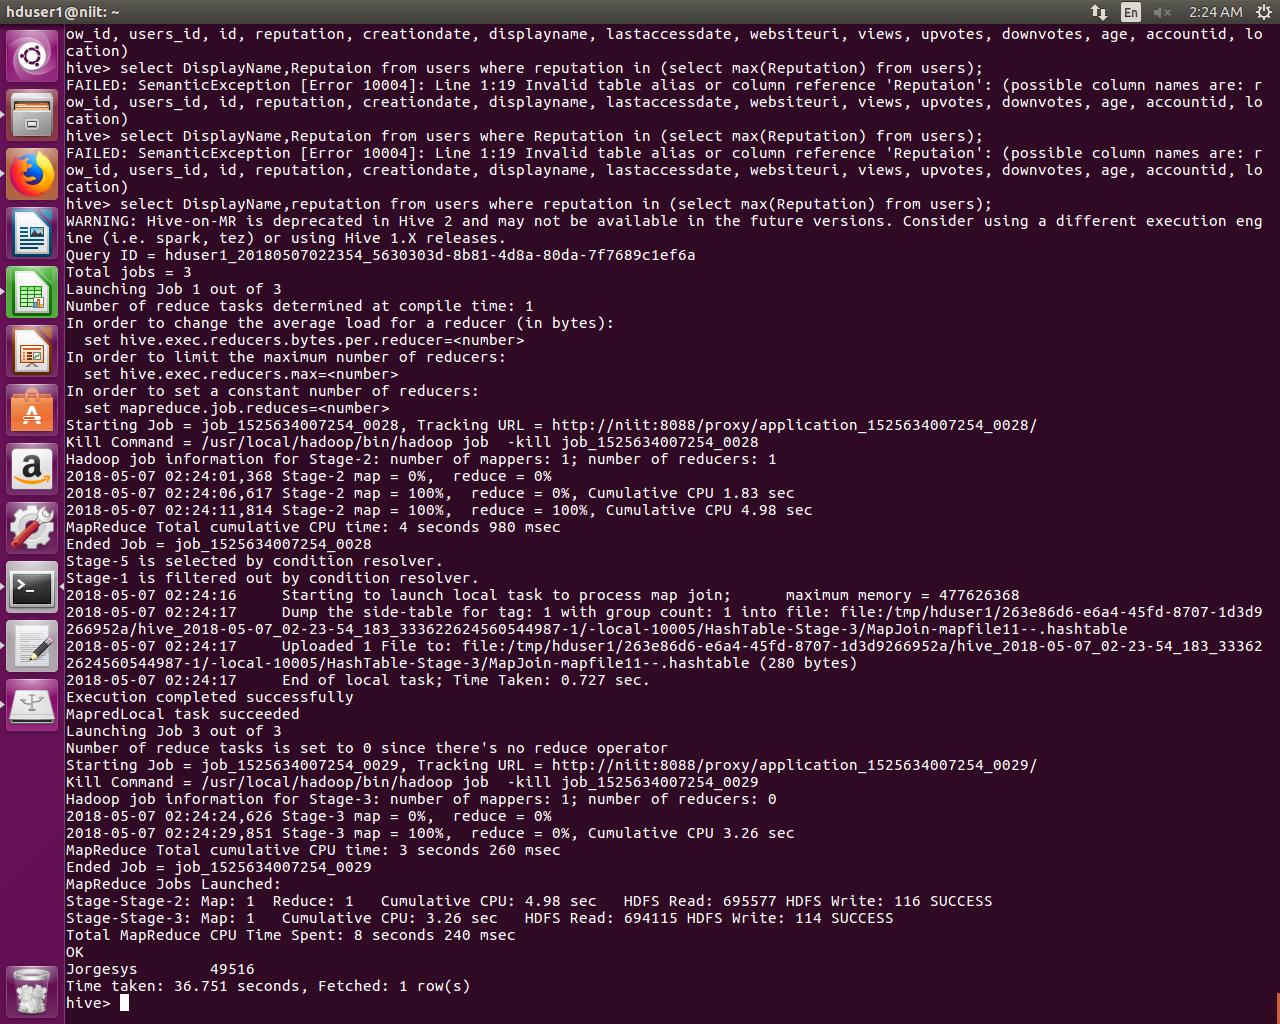 hduser1@niit: ~
En
2:24 AM
ow_id, users_id, id, reputation, creationdate, displayname, lastaccessdate, websiteuri, views, upvotes, downvotes, age, accountid, lo
cation)
hive> select DisplayName,Reputaion from users where reputation in (select max(Reputation) from users);
FAILED: SemanticException [Error 10004]: Line 1:19 Invalid table alias or column reference 'Reputaion': (possible column names are: r
ow_id, users_id, id, reputation, creationdate, displayname, lastaccessdate, websiteuri, views, upvotes, downvotes, age, accountid, lo
cation)
hive> select DisplayName,Reputaion from users where Reputation in (select max(Reputation) from users);
FAILED: SemanticException [Error 10004]: Line 1:19 Invalid table alias or column reference 'Reputaion': (possible column names are: r
ow_id, users_id, id, reputation, creationdate, displayname, lastaccessdate, websiteuri, views, upvotes, downvotes, age, accountid, lo
cation)
hive> select DisplayName,reputation from users where reputation in (select max(Reputation) from users);
WARNING: Hive-on-MR is deprecated in Hive 2 and may not be available in the future versions. Consider using a different execution eng
ine (i.e. spark, tez) or using Hive 1.X releases.
Query ID = hduser1_20180507022354_5630303d-8b81-4d8a-80da-7f7689c1ef6a
Total jobs = 3
Launching Job 1 out of 3
Number of reduce tasks determined at compile time: 1
In order to change the average load for a reducer (in bytes):
  set hive.exec.reducers.bytes.per.reducer=<number>
In order to limit the maximum number of reducers:
  set hive.exec.reducers.max=<number>
In order to set a constant number of reducers:
  set mapreduce.job.reduces=<number>
Starting Job = job_1525634007254_0028, Tracking URL = http://niit:8088/proxy/application_1525634007254_0028/
Kill Command = /usr/local/hadoop/bin/hadoop job  -kill job_1525634007254_0028
Hadoop job information for Stage-2: number of mappers: 1; number of reducers: 1
2018-05-07 02:24:01,368 Stage-2 map = 0%,  reduce = 0%
2018-05-07 02:24:06,617 Stage-2 map = 100%,  reduce = 0%, Cumulative CPU 1.83 sec
2018-05-07 02:24:11,814 Stage-2 map = 100%,  reduce = 100%, Cumulative CPU 4.98 sec
MapReduce Total cumulative CPU time: 4 seconds 980 msec
Ended Job = job_1525634007254_0028
Stage-5 is selected by condition resolver.
Stage-1 is filtered out by condition resolver.
2018-05-07 02:24:16     Starting to launch local task to process map join;      maximum memory = 477626368
2018-05-07 02:24:17     Dump the side-table for tag: 1 with group count: 1 into file: file:/tmp/hduser1/263e86d6-e6a4-45fd-8707-1d3d9
266952a/hive_2018-05-07_02-23-54_183_3336226245605​44987-1/-local-10005/HashTable-Stage-3/MapJoin-mapfile11--.hashtable
2018-05-07 02:24:17     Uploaded 1 File to: file:/tmp/hduser1/263e86d6-e6a4-45fd-8707-1d3d9266952a/hive_2018-05-07_02-23-54_183_33362
2624560544987-1/-local-10005/HashTable-Stage-3/MapJoin-mapfile11--.hashtable (280 bytes)
2018-05-07 02:24:17     End of local task; Time Taken: 0.727 sec.
Execution completed successfully
MapredLocal task succeeded
Launching Job 3 out of 3
Number of reduce tasks is set to 0 since there's no reduce operator
Starting Job = job_1525634007254_0029, Tracking URL = http://niit:8088/proxy/application_1525634007254_0029/
Kill Command = /usr/local/hadoop/bin/hadoop job  -kill job_1525634007254_0029
Hadoop job information for Stage-3: number of mappers: 1; number of reducers: 0
2018-05-07 02:24:24,626 Stage-3 map = 0%,  reduce = 0%
2018-05-07 02:24:29,851 Stage-3 map = 100%,  reduce = 0%, Cumulative CPU 3.26 sec
MapReduce Total cumulative CPU time: 3 seconds 260 msec
Ended Job = job_1525634007254_0029
MapReduce Jobs Launched:
Stage-Stage-2: Map: 1  Reduce: 1   Cumulative CPU: 4.98 sec   HDFS Read: 695577 HDFS Write: 116 SUCCESS
Stage-Stage-3: Map: 1   Cumulative CPU: 3.26 sec   HDFS Read: 694115 HDFS Write: 114 SUCCESS
Total MapReduce CPU Time Spent: 8 seconds 240 msec
OK
Jorgesys        49516
Time taken: 36.751 seconds, Fetched: 1 row(s)
hive>